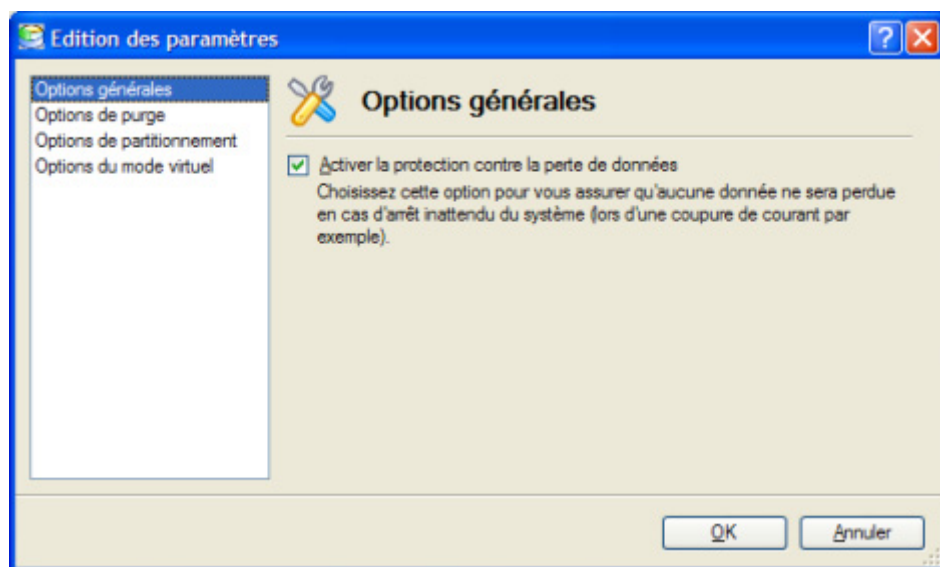 Edition des paramètres
Options générales
Options de purge
Options de partitionnement
Options du mode virtuel
Options générales
Activer la protection contre la perte de données
Choisissez cette option pour vous assurer qu'aucune donnée ne sera perdue
en cas d'arrêt inattendu du système (lors d'une coupure de courant par
exemple).
OK
Annuler